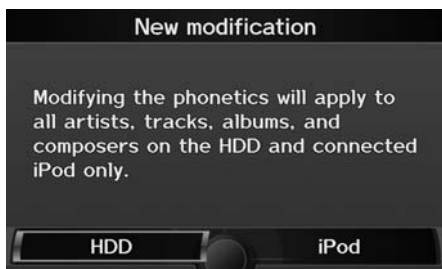 New modification
Modifying the phonetics will apply to
all artists, tracks, albums, and
composers on the HDD and connected
iPod only.
HDD
iPod